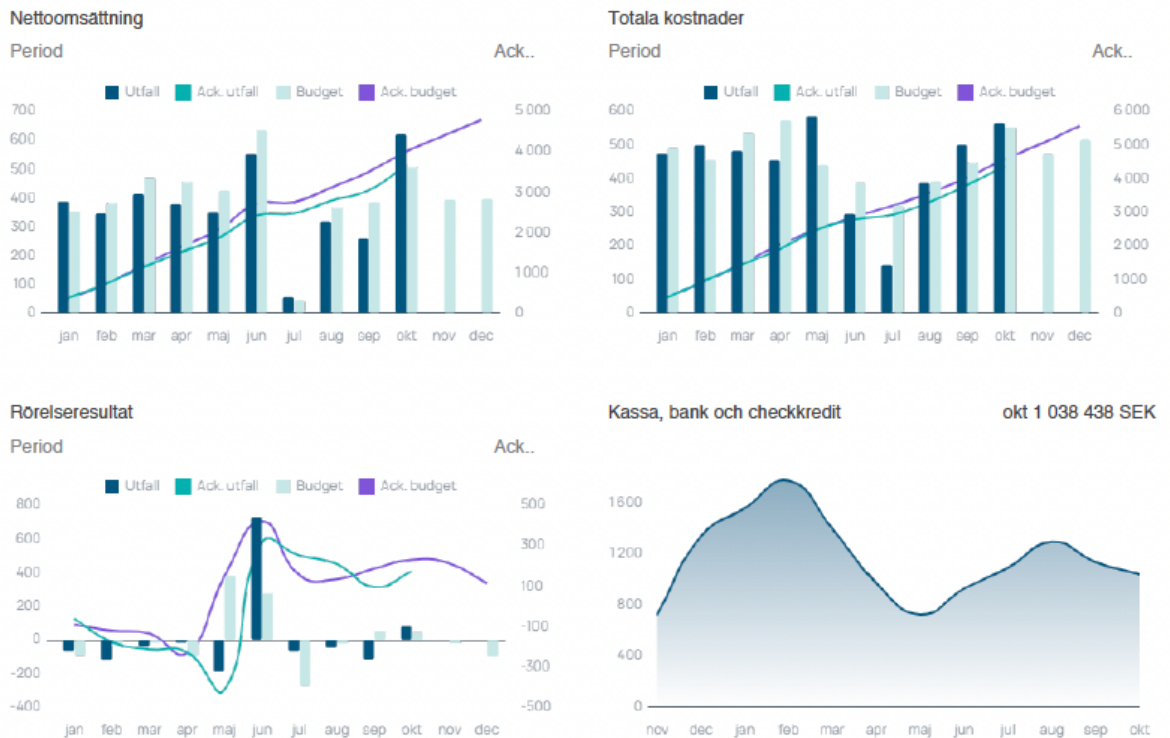 Nettoomsättning
Period Ack..
Utfall Ack. utfall Budget Ack. budget
700 5 000
600 4 000
500
400 3 000
300 2 000
200
100 1000
0 0
jan feb mar apr maj jun jul aug sep okt nov dec
Totala kostnader
Period Ack..
Utfall Ack. utfall Budget Ack. budget
600 6 000
500 5 000
400 4 000
300 3 000
200 2 000
100 1000
0 0
jan feb mar apr maj jun jul aug sep okt nov dec
Rörelseresultat
Period Ack..
Utfall Ack. utfall Budget Ack. budget
800 500
600 300
400 100
200 -100
0
-200 -300
-400 -500
jan feb mar apr maj jun jul aug sep okt nov dec
Kassa, bank och checkkredit okt 1 038 438 SEK
1600
1200
800
400
0
nov dec jan feb mar apr maj jun jul aug sep okt